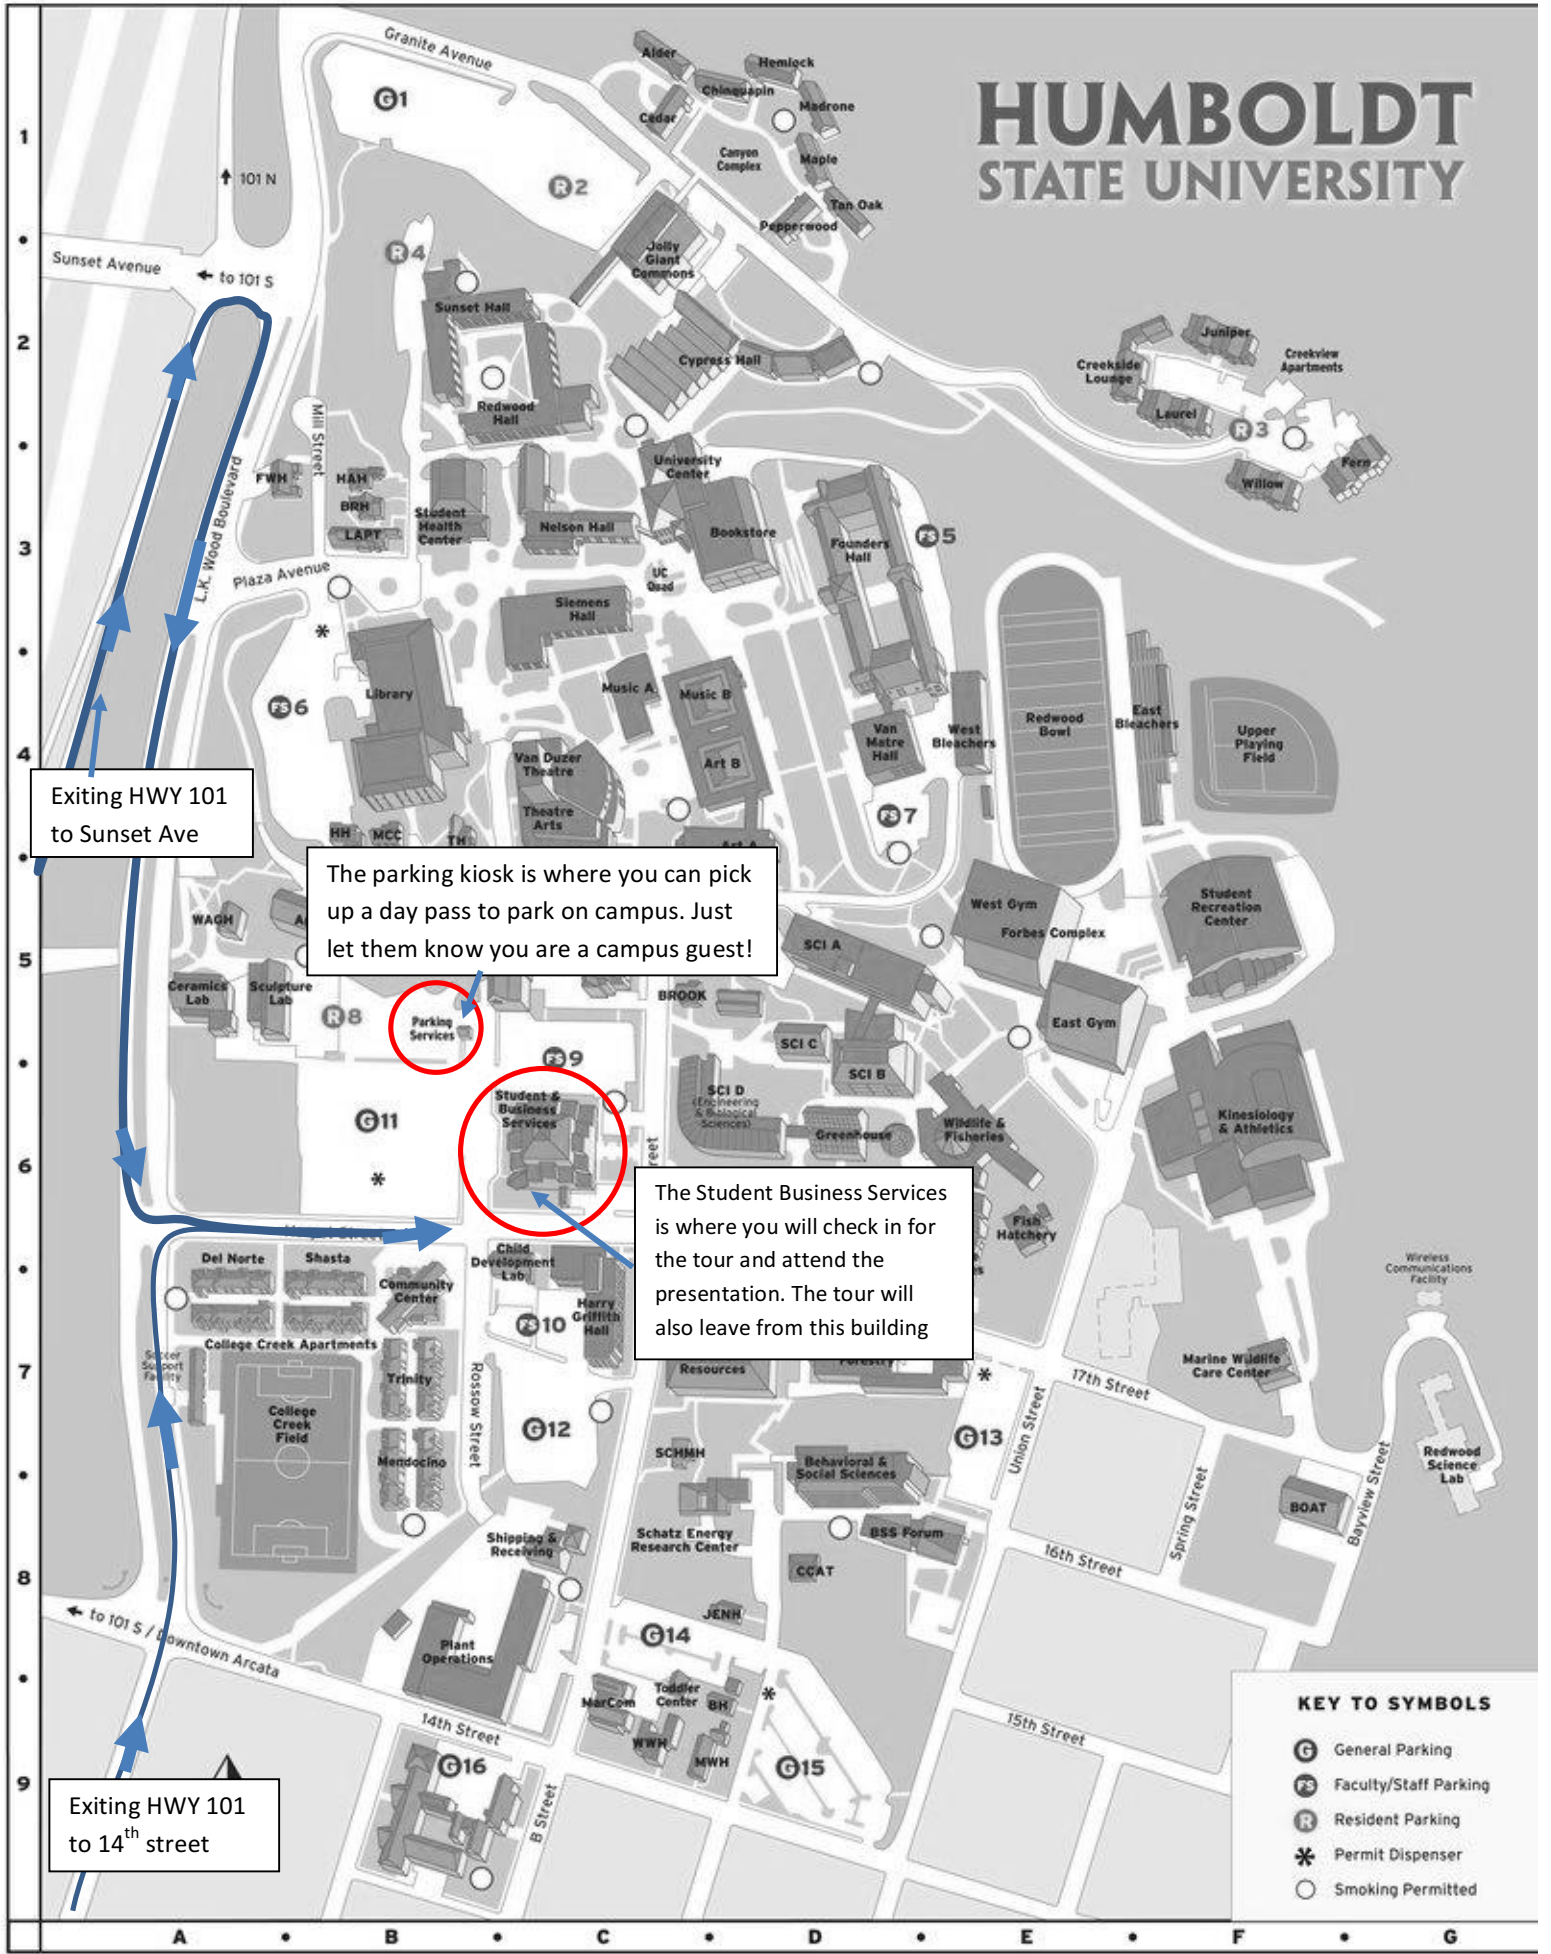 HUMBOLDT
STATE UNIVERSITY
Granite Avenue
Alder
Hemlock
Chinquapin
Madrone
Cedar
G1
1
Canyon
Complex
Maple
101 N
R2
Tan Oak
Pepperwood
Sunset Avenue
to 101 S
R4
Jolly
Giant
Commons
Sunset Hall
2
Cypress Hall
Juniper
Creekview
Apartments
Creekside
Lounge
Laurel
R3
Fern
Willow
Mill Street
Redwood
Hall
University
Center
FWH
HAH
BRH
LAPT
Student
Health
Center
Nelson Hall
Bookstore
Founders
Hall
FS5
3
L.K. Wood Boulevard
Plaza Avenue
UC
Quad
Siemens
Hall
Library
Music A
Music B
FS6
Van
Matre
Hall
West
Bleachers
Redwood
Bowl
East
Bleachers
Upper
Playing
Field
4
Van Duzer
Theatre
Art B
Theatre
Arts
FS7
Exiting HWY 101
to Sunset Ave
HH
MCC
TH
Art A
The parking kiosk is where you can pick
up a day pass to park on campus. Just
let them know you are a campus guest!
WAGH
SCI A
West Gym
Forbes Complex
Student
Recreation
Center
5
Ceramics
Lab
Sculpture
Lab
R8
Parking
Services
BROOK
East Gym
SCI C
FS9
SCI B
SCI D
(Engineering
& Biological
Sciences)
Student &
Business
Services
G11
Greenhouse
Wildlife &
Fisheries
Kinesiology
& Athletics
6
The Student Business Services
is where you will check in for
the tour and attend the
presentation. The tour will
also leave from this building
Fish
Hatchery
Wireless
Communications
Facility
Del Norte
Shasta
Community
Center
Child
Development
Lab
FS10
Harry
Griffith
Hall
College Creek Apartments
Soccer
Support
Facility
7
Trinity
Resources
Forestry
17th Street
Marine Wildlife
Care Center
College
Creek
Field
Rossow Street
G12
G13
Union Street
SCHMH
Behavioral &
Social Sciences
Mendocino
Redwood
Science
Lab
Spring Street
BOAT
Bayview Street
Shipping &
Receiving
Schatz Energy
Research Center
BSS Forum
CCAT
16th Street
8
to 101 S / Downtown Arcata
JENH
G14
Plant
Operations
MarCom
Toddler
Center
BH
14th Street
WWH
MWH
15th Street
G16
G15
B Street
9
Exiting HWY 101
to 14th street
KEY TO SYMBOLS
G General Parking
FS Faculty/Staff Parking
R Resident Parking
* Permit Dispenser
Smoking Permitted
A
B
C
D
E
F
G